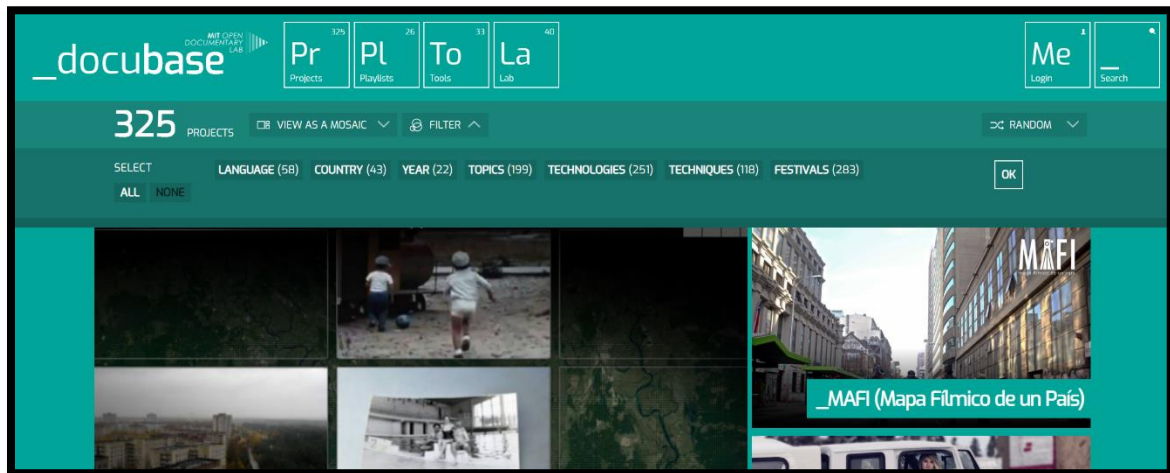 _docubase
MIT OPEN
DOCUMENTARY
LAB
325
Pr
Projects
26
Pl
Playlists
33
To
Tools
40
La
Lab
1
Me
Login
_
Search
325 PROJECTS
VIEW AS A MOSAIC
FILTER
RANDOM
SELECT
ALL NONE
LANGUAGE (58) COUNTRY (43) YEAR (22) TOPICS (199) TECHNOLOGIES (251) TECHNIQUES (118) FESTIVALS (283)
OK
MAFI
_MAFI (Mapa Fílmico de un País)